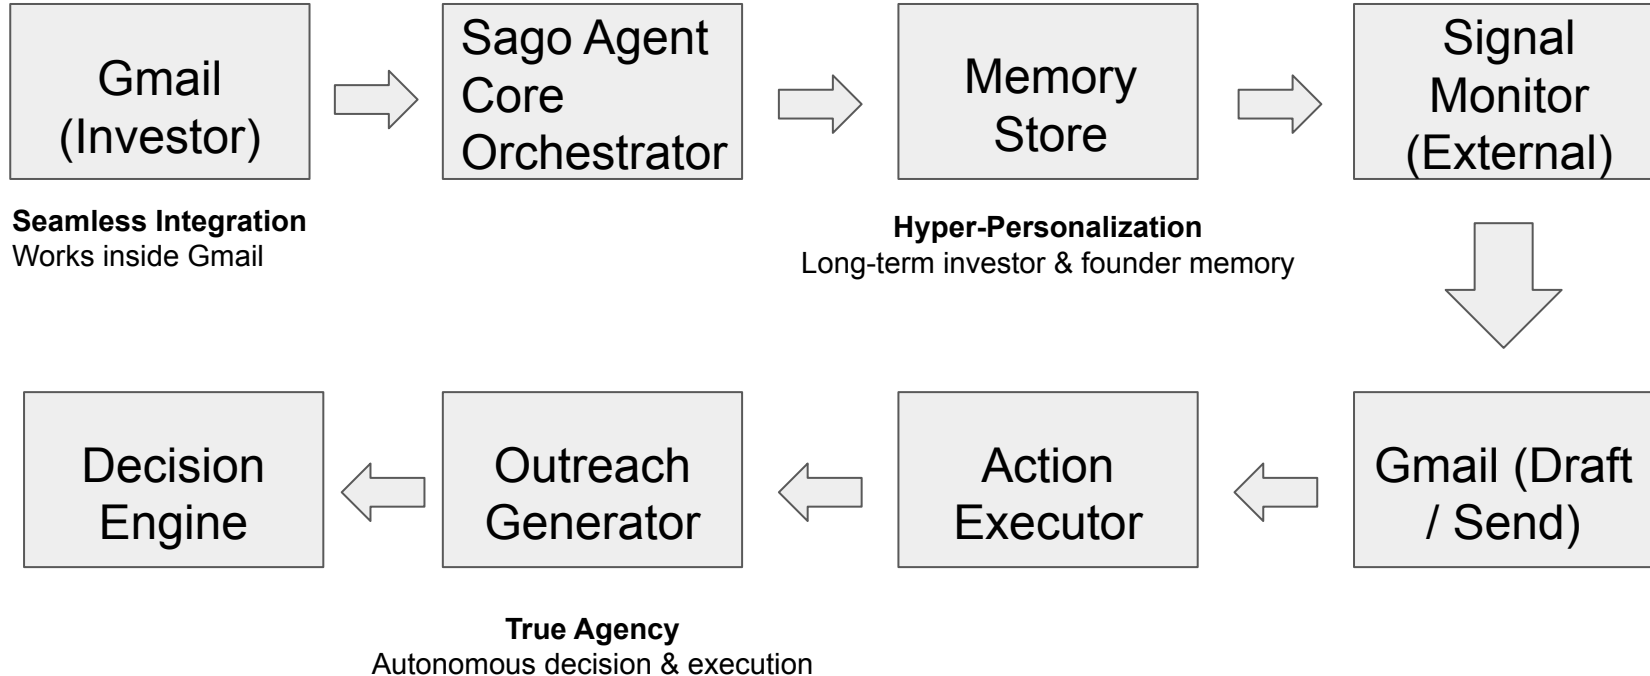 Gmail
(Investor)
Sago Agent
Core
Orchestrator
Memory
Store
Signal
Monitor
(External)
Seamless Integration
Works inside Gmail
Hyper-Personalization
Long-term investor & founder memory
Decision
Engine
Outreach
Generator
Action
Executor
Gmail (Draft
/ Send)
True Agency
Autonomous decision & execution